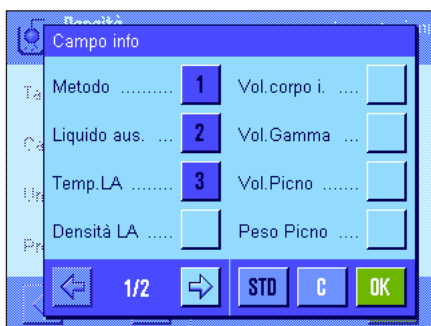 Densità
Campo info
Metodo .......... 1 Vol.corpo i. ....
Liquido aus. ... 2 Vol.Gamma ...
Temp.LA ........ 3 Vol.Picno .......
Densità LA ..... Peso Picno ....
1/2 STD C OK